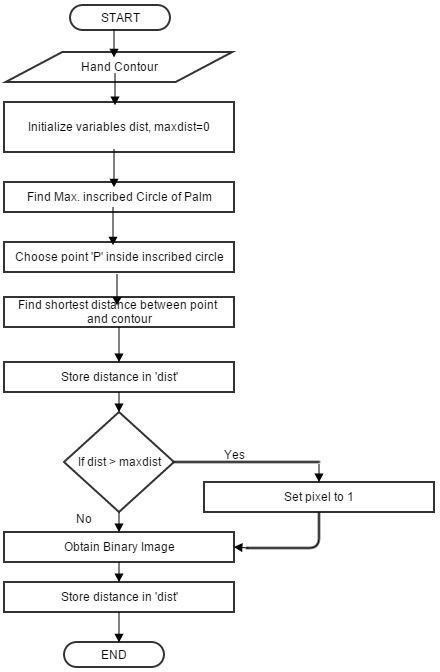 START
Hand Contour
Initialize variables dist, maxdist=0
Find Max. inscribed Circle of Palm
Choose point 'P' inside inscribed circle
Find shortest distance between point
and contour
Store distance in 'dist'
If dist > maxdist
Yes
Set pixel to 1
No
Obtain Binary Image
Store distance in 'dist'
END